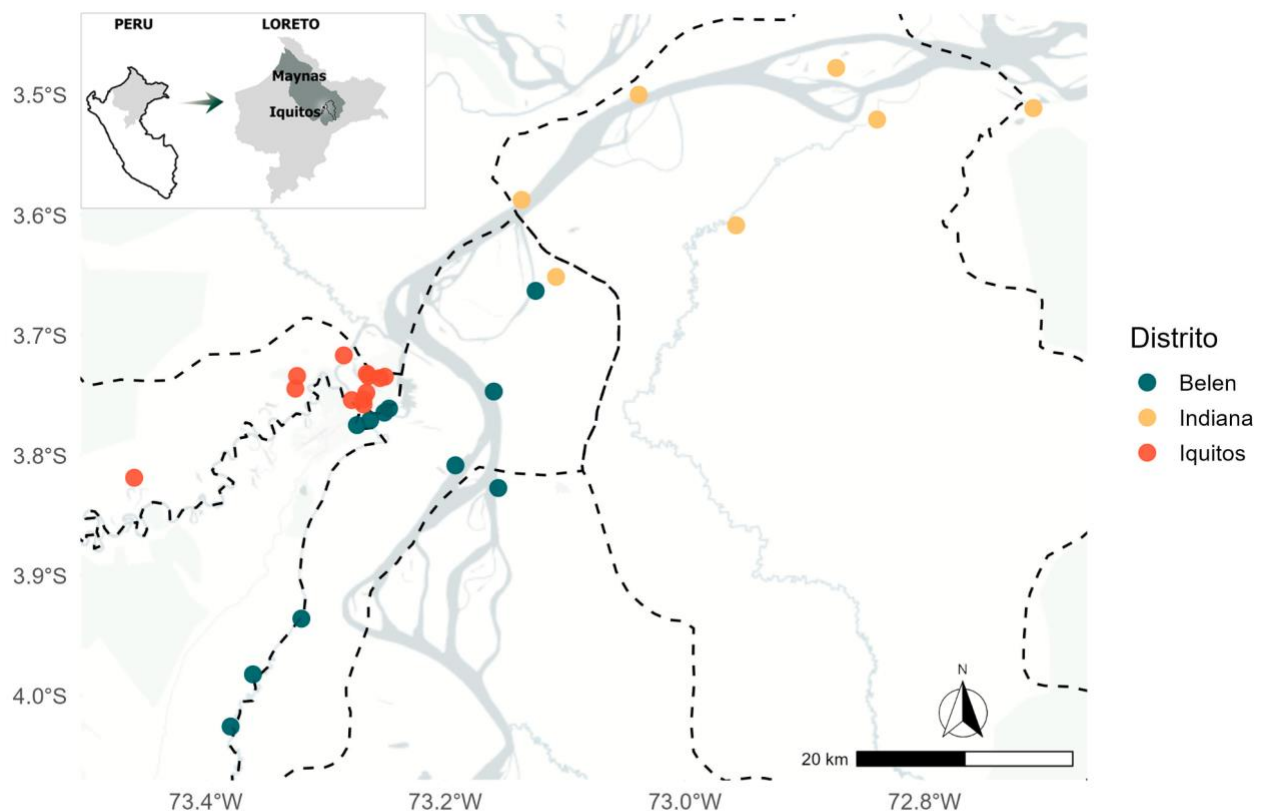 PERU
LORETO
Maynas
Iquitos
3.5°S
3.6°S
3.7°S
3.8°S
3.9°S
4.0°S
73.4°W
73.2°W
73.0°W
72.8°W
N
20 km
Distrito
Belen
Indiana
Iquitos